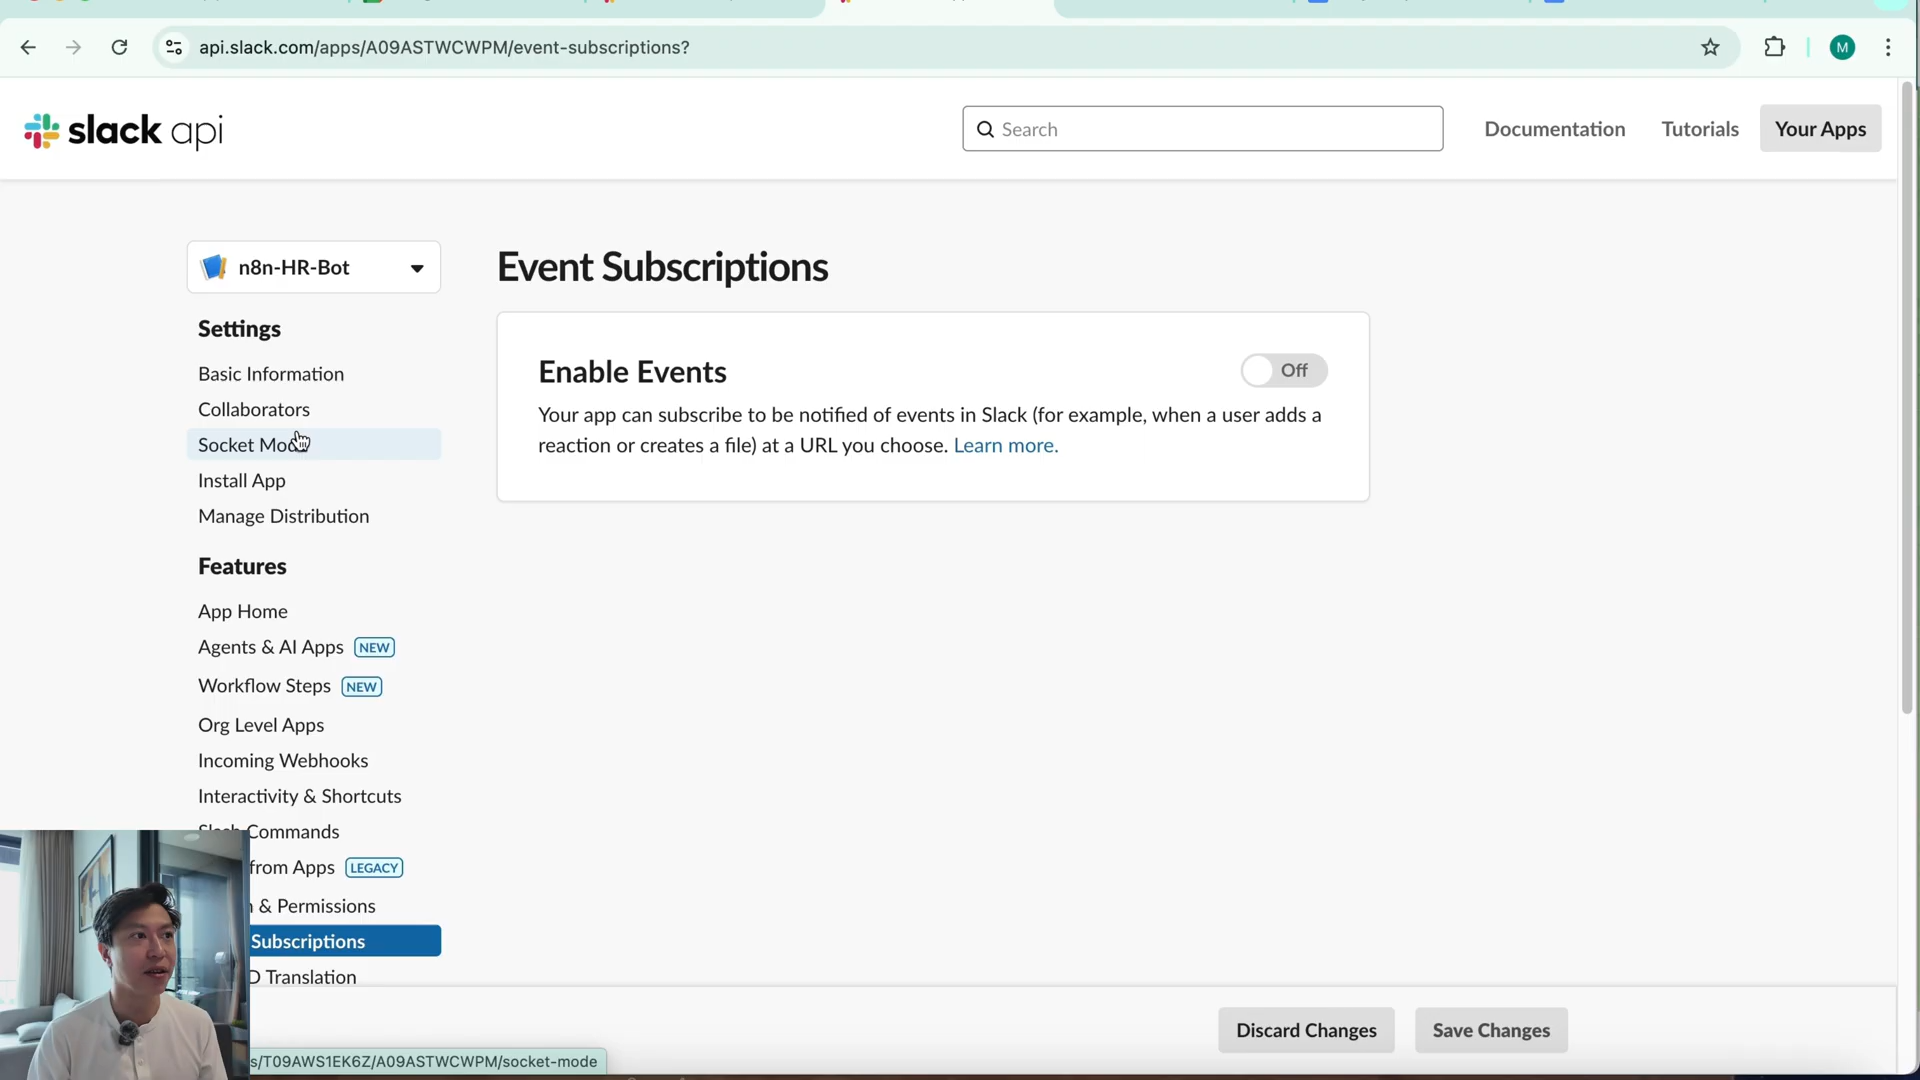 api.slack.com/apps/A09ASTWCWPM/event-subscriptions?
M
slack api
Search
Documentation
Tutorials
Your Apps
n8n-HR-Bot
Settings
Basic Information
Collaborators
Socket Mode
Install App
Manage Distribution
Features
App Home
Agents & AI Apps NEW
Workflow Steps NEW
Org Level Apps
Incoming Webhooks
Interactivity & Shortcuts
Slash Commands
from Apps LEGACY
& Permissions
Subscriptions
Translation
Event Subscriptions
Enable Events
Off
Your app can subscribe to be notified of events in Slack (for example, when a user adds a
reaction or creates a file) at a URL you choose. Learn more.
Discard Changes
Save Changes
s/T09AWS1EK6Z/A09ASTWCWPM/socket-mode